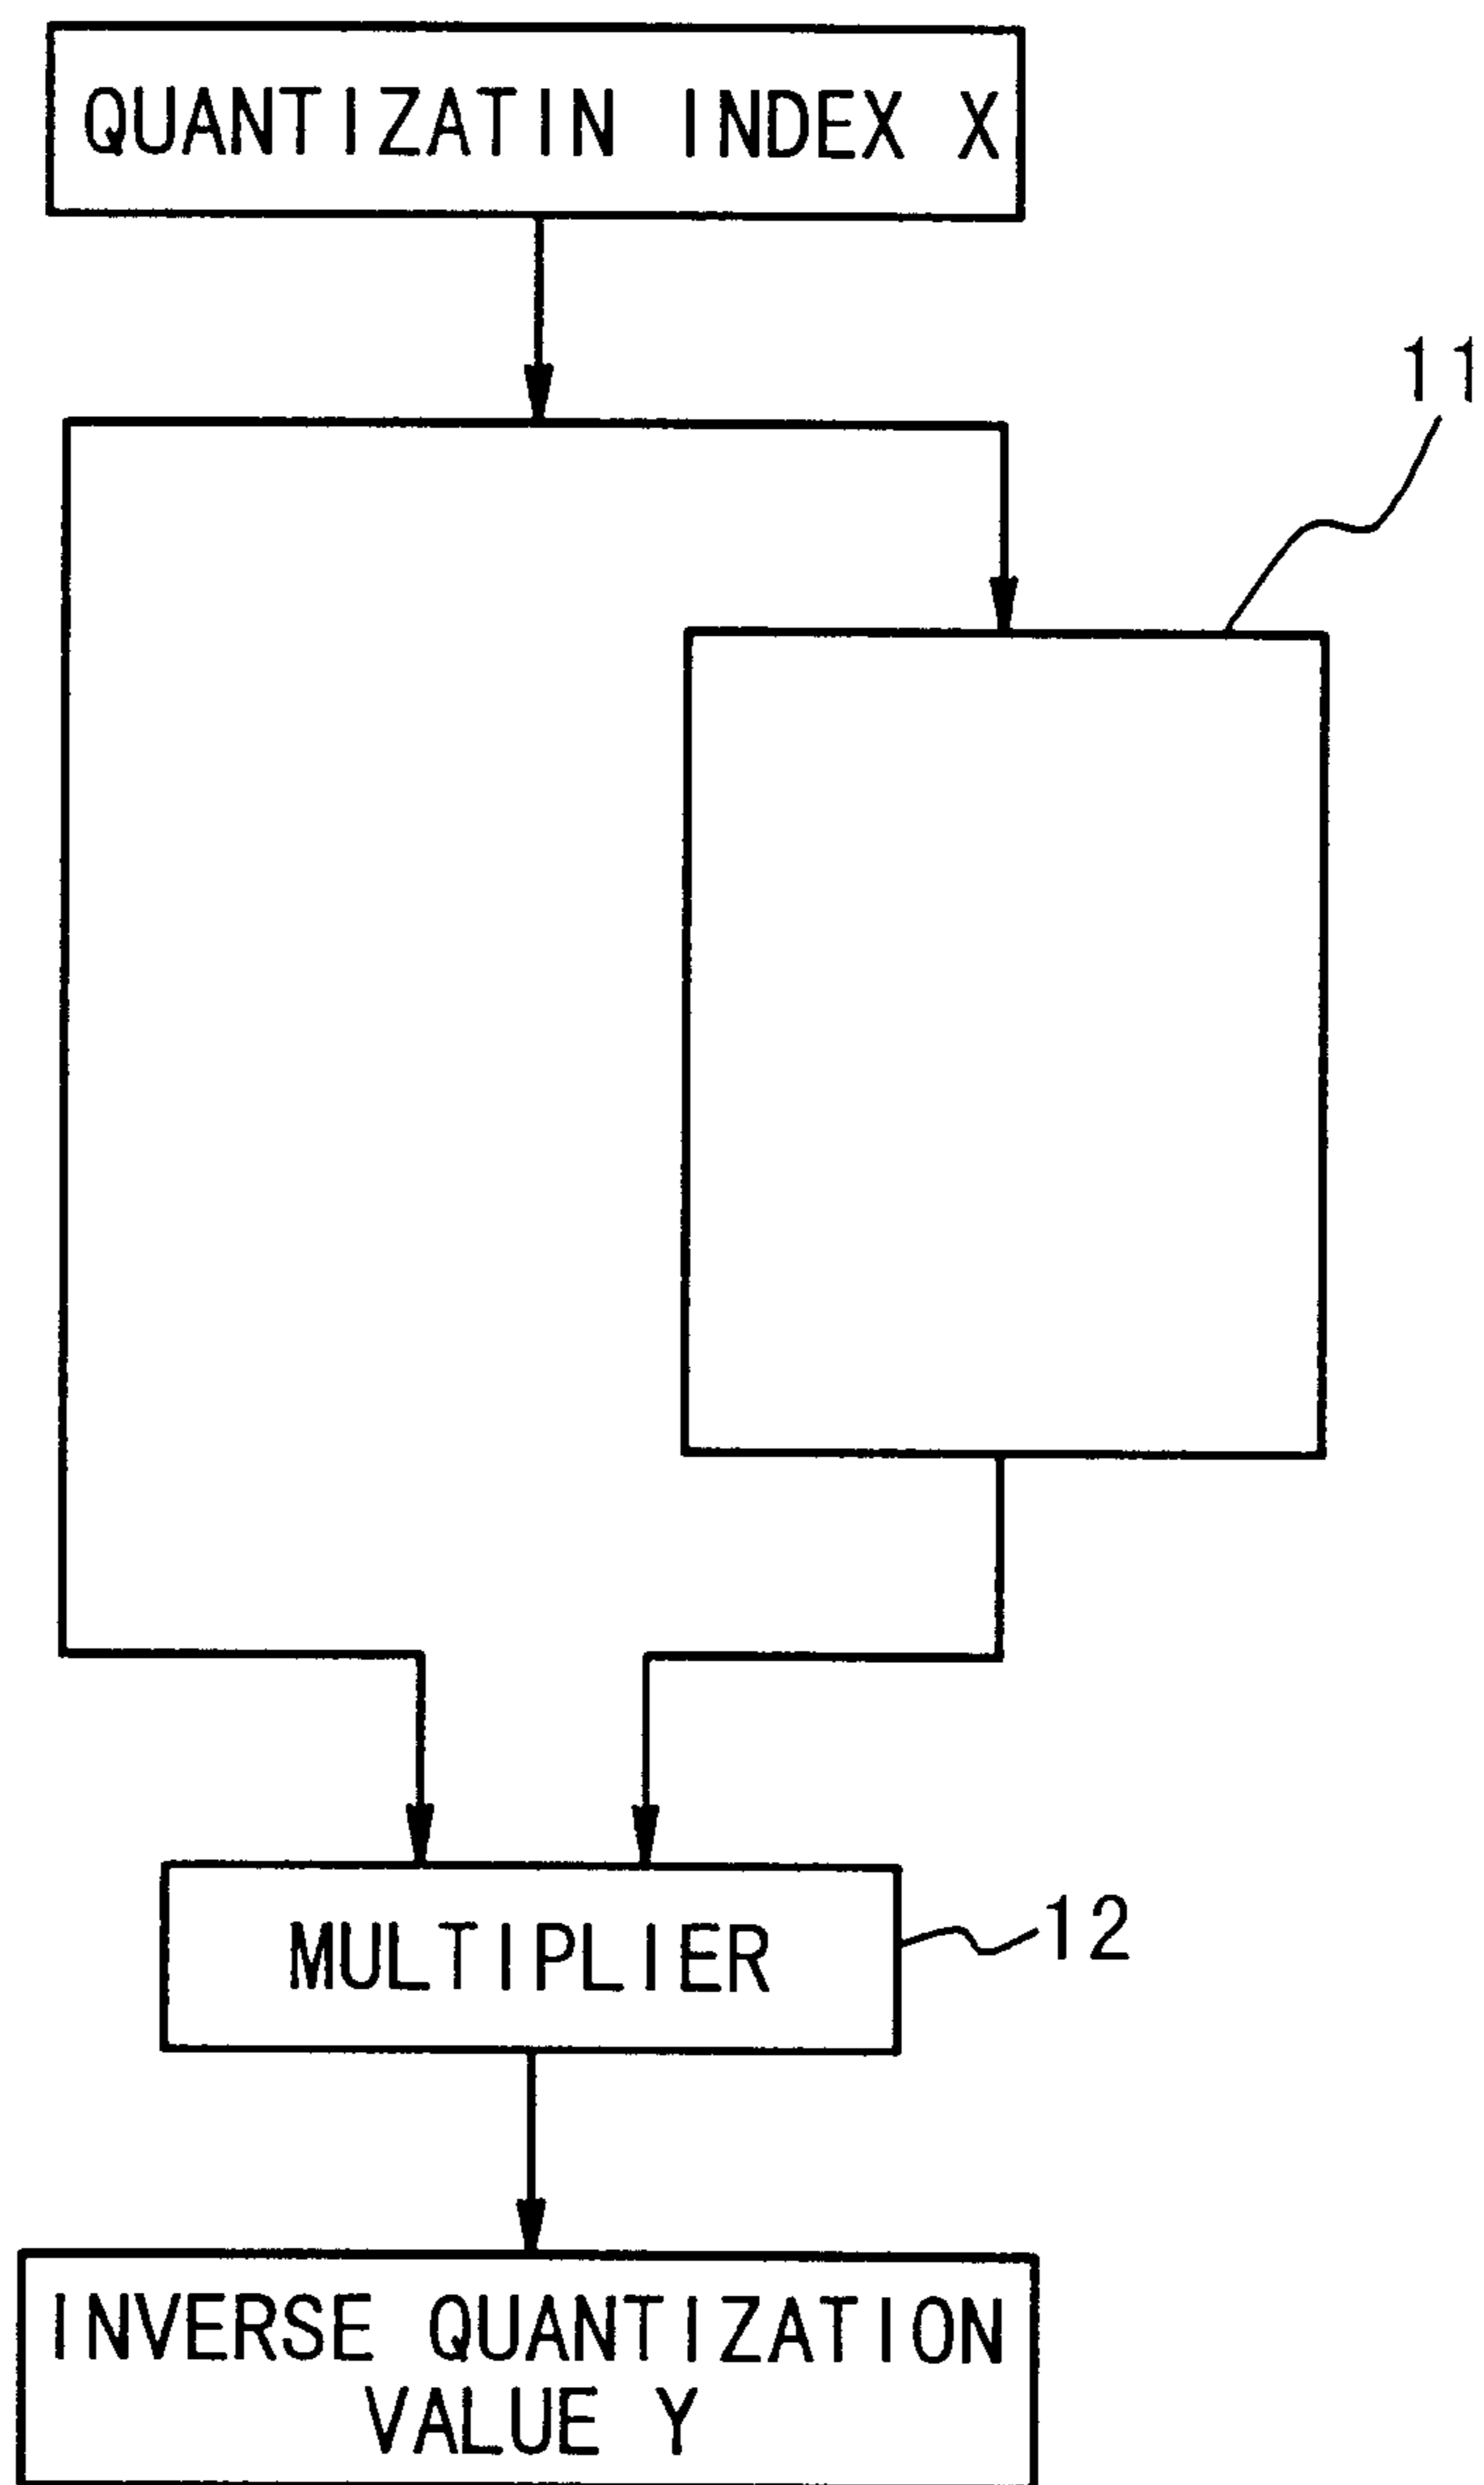 QUANTIZATIN INDEX X
11
MULTIPLIER
12
INVERSE QUANTIZATION
VALUE Y